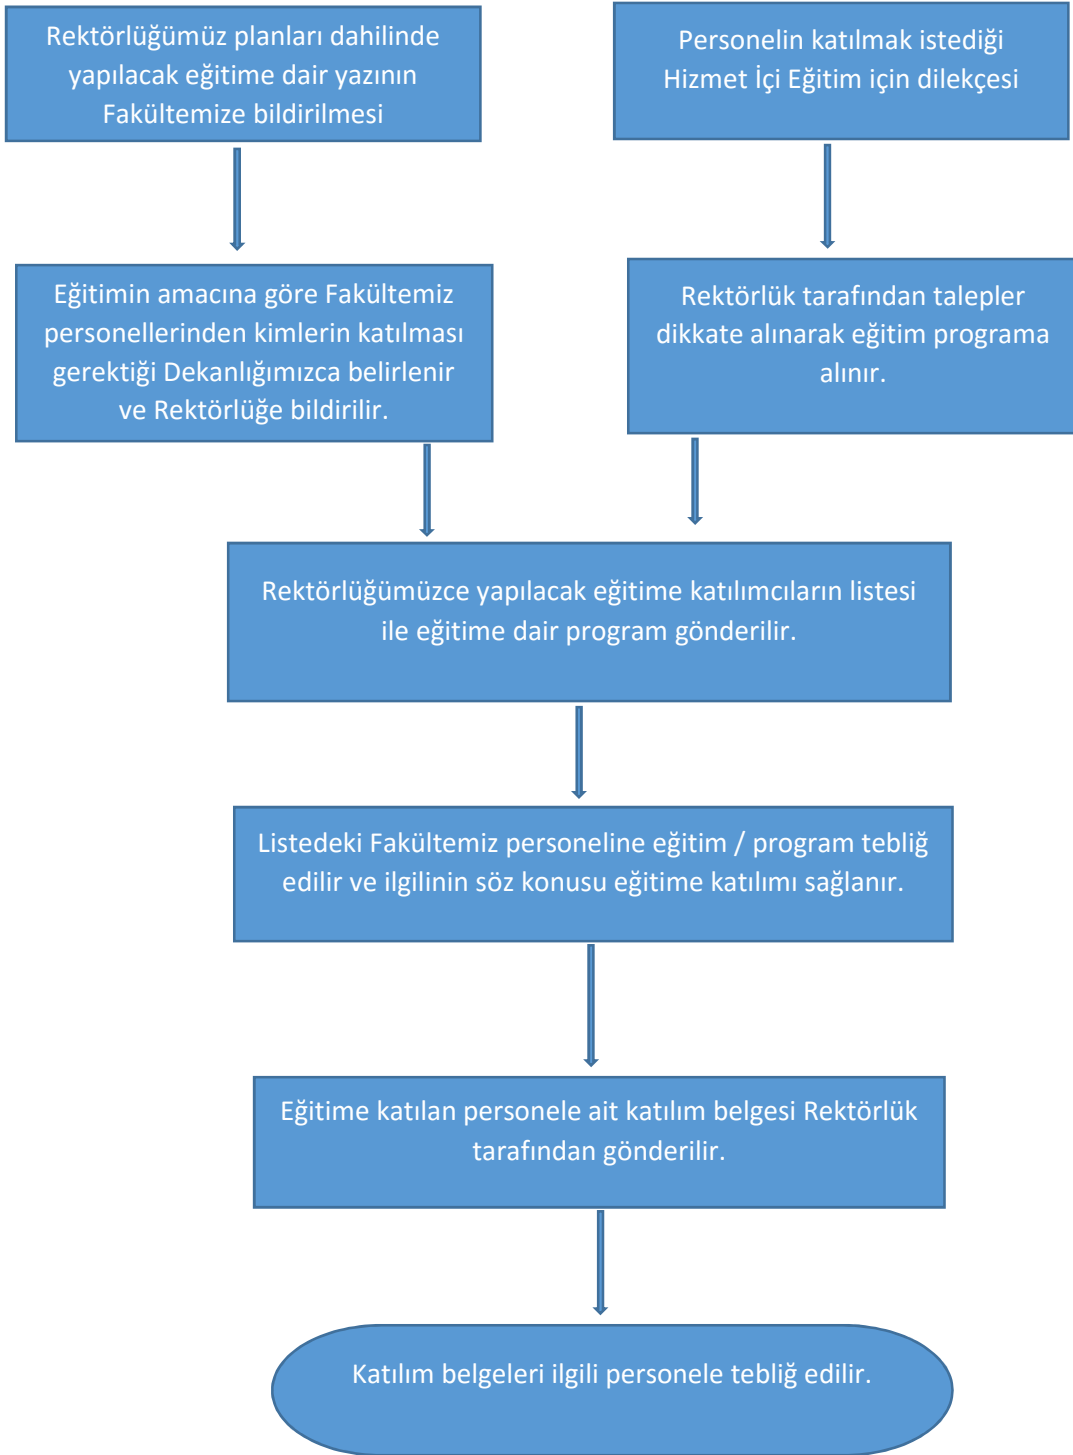 Rektörlüğümüz planları dahilinde
yapılacak eğitime dair yazının
Fakültemize bildirilmesi
Personelin katılmak istediği
Hizmet İçi Eğitim için dilekçesi
Eğitimin amacına göre Fakültemiz
personellerinden kimlerin katılması
gerektiği Dekanlığımızca belirlenir
ve Rektörlüğe bildirilir.
Rektörlük tarafından talepler
dikkate alınarak eğitim programa
alınır.
Rektörlüğümüzce yapılacak eğitime katılımcıların listesi
ile eğitime dair program gönderilir.
Listedeki Fakültemiz personeline eğitim / program tebliğ
edilir ve ilgilinin söz konusu eğitime katılımı sağlanır.
Eğitime katılan personele ait katılım belgesi Rektörlük
tarafından gönderilir.
Katılım belgeleri ilgili personele tebliğ edilir.